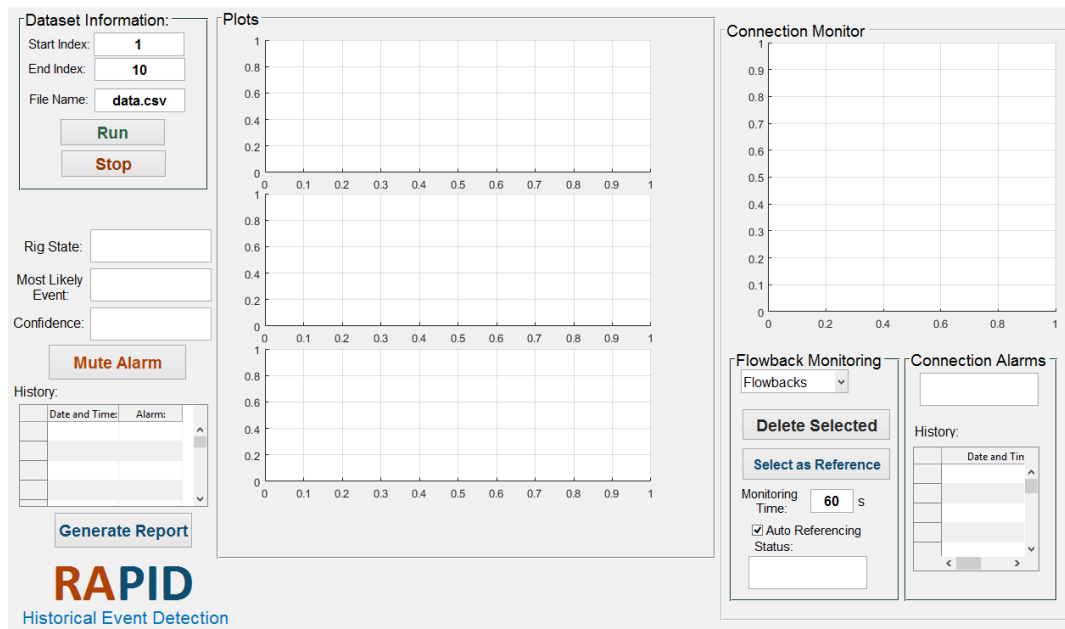 Dataset Information:
Start Index: 1
End Index: 10
File Name: data.csv
Run
Stop
Rig State:
Most Likely
Event:
Confidence:
Mute Alarm
History:
Date and Time: Alarm:
Generate Report
RAPID
Historical Event Detection
Plots
1
0.8
0.6
0.4
0.2
0
0 0.1 0.2 0.3 0.4 0.5 0.6 0.7 0.8 0.9 1
1
0.8
0.6
0.4
0.2
0
0 0.1 0.2 0.3 0.4 0.5 0.6 0.7 0.8 0.9 1
1
0.8
0.6
0.4
0.2
0
0 0.1 0.2 0.3 0.4 0.5 0.6 0.7 0.8 0.9 1
Connection Monitor
1
0.9
0.8
0.7
0.6
0.5
0.4
0.3
0.2
0.1
0
0 0.2 0.4 0.6 0.8 1
Flowback Monitoring
Flowbacks
Delete Selected
Select as Reference
Monitoring
Time: 60 s
Auto Referencing
Status:
Connection Alarms
History:
Date and Tin